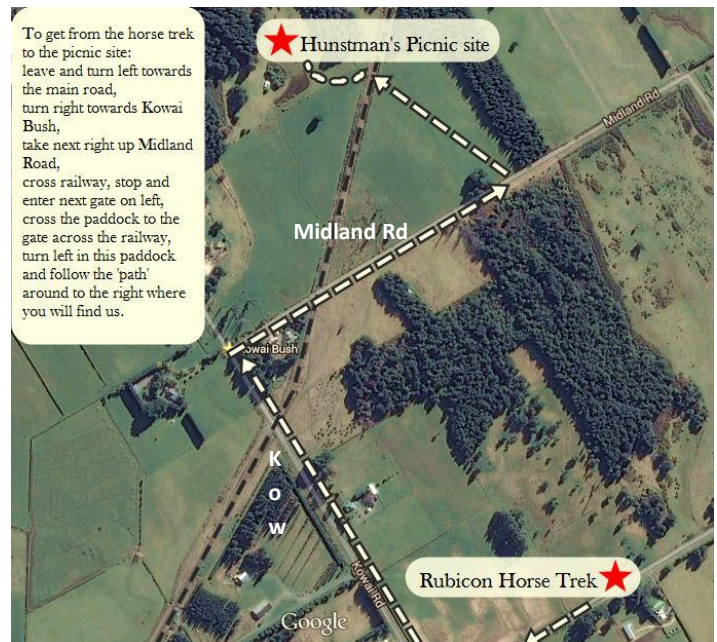 To get from the horse trek
to the picnic site:
leave and turn left towards
the main road,
turn right towards Kowai
Bush,
take next right up Midland
Road,
cross railway, stop and
enter next gate on left,
cross the paddock to the
gate across the railway,
turn left in this paddock
and follow the 'path'
around to the right where
you will find us.
Hunstman's Picnic site
Midland Rd
Midland Rd
Kowai Bush
K
o
w
Kowai Rd
Rubicon Horse Trek
Google